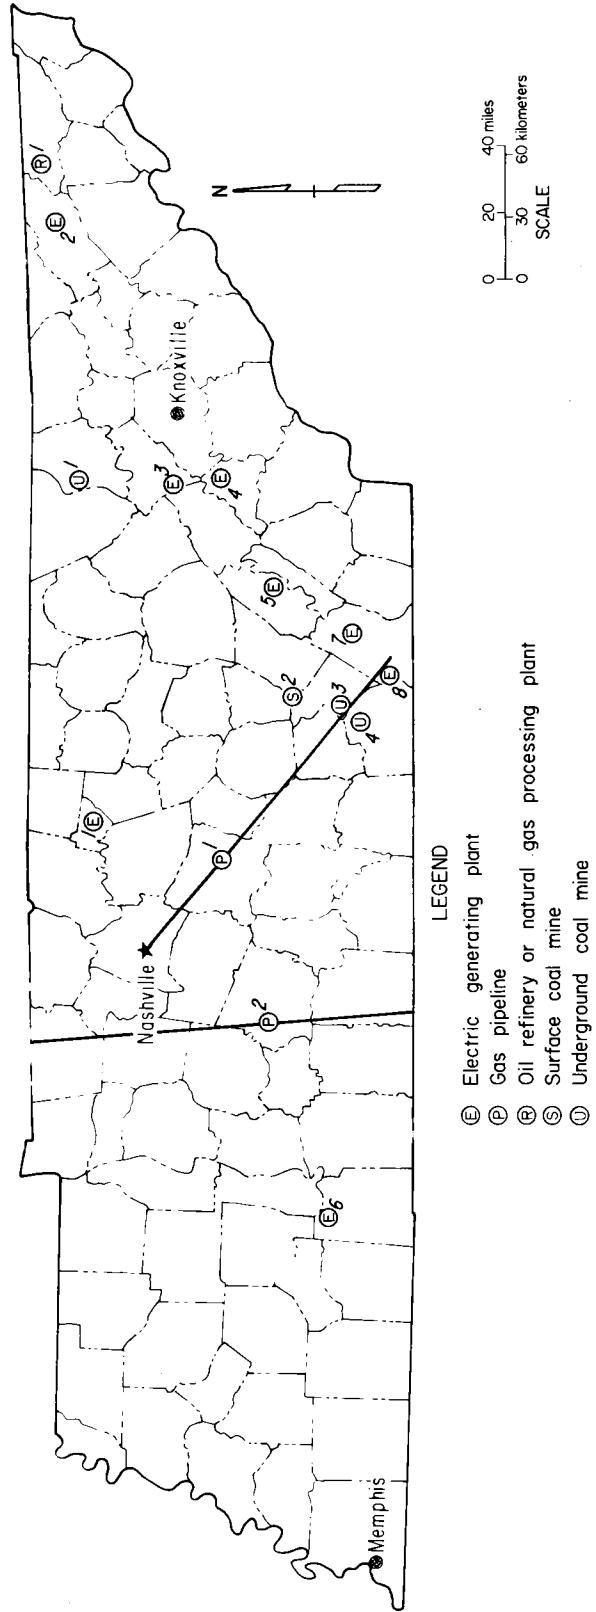 R 1
E 2
U 1
Knoxville
E 3
E 4
E 5
S 2
E 7
U 3
U 4
E 8
E 1
P 1
Nashville
P 2
E 6
Memphis
N
0 20 40 miles
0 30 60 kilometers
SCALE
LEGEND
E Electric generating plant
P Gas pipeline
R Oil refinery or natural gas processing plant
S Surface coal mine
U Underground coal mine